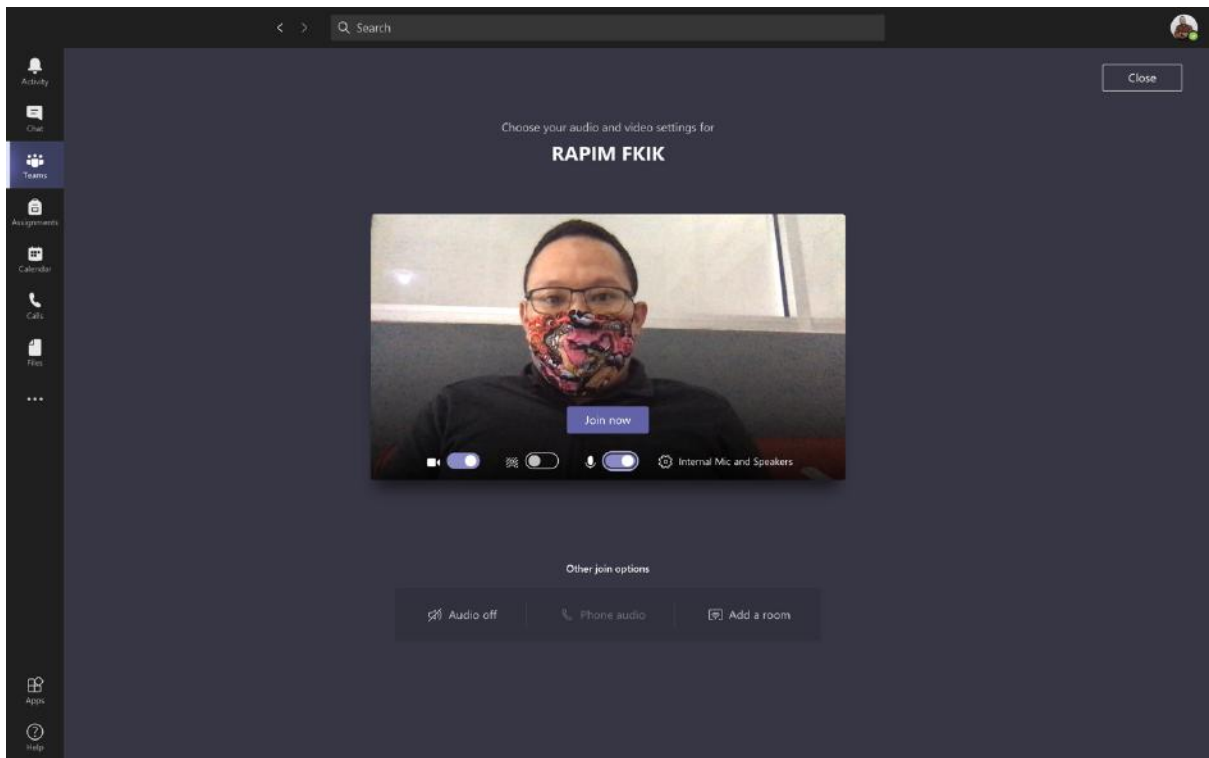 Search
Activity
Close
Chat
Choose your audio and video settings for
RAPIM FKIK
Teams
Assignments
Calendar
Calls
Files
Join now
Internal Mic and Speakers
Other join options
Audio off
Phone audio
Add a room
Apps
Help